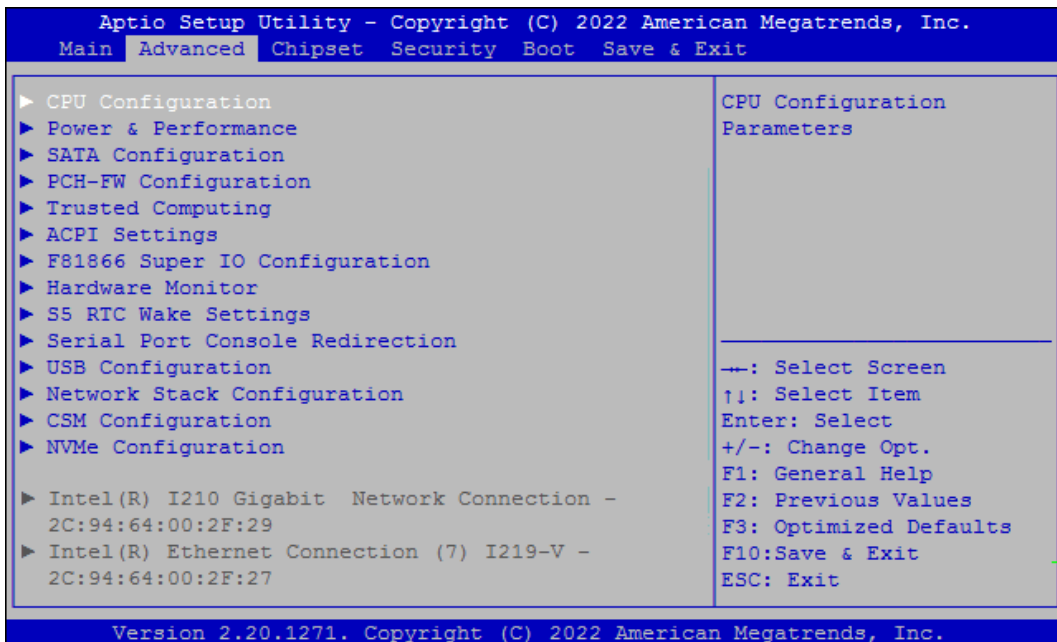 Aptio Setup Utility - Copyright (C) 2022 American Megatrends, Inc.
Main Advanced Chipset Security Boot Save & Exit
▶ CPU Configuration
▶ Power & Performance
▶ SATA Configuration
▶ PCH-FW Configuration
▶ Trusted Computing
▶ ACPI Settings
▶ F81866 Super IO Configuration
▶ Hardware Monitor
▶ S5 RTC Wake Settings
▶ Serial Port Console Redirection
▶ USB Configuration
▶ Network Stack Configuration
▶ CSM Configuration
▶ NVMe Configuration
▶ Intel(R) I210 Gigabit  Network Connection -
2C:94:64:00:2F:29
▶ Intel(R) Ethernet Connection (7) I219-V -
2C:94:64:00:2F:27
CPU Configuration
Parameters
→←: Select Screen
↑↓: Select Item
Enter: Select
+/-: Change Opt.
F1: General Help
F2: Previous Values
F3: Optimized Defaults
F10:Save & Exit
ESC: Exit
Version 2.20.1271. Copyright (C) 2022 American Megatrends, Inc.